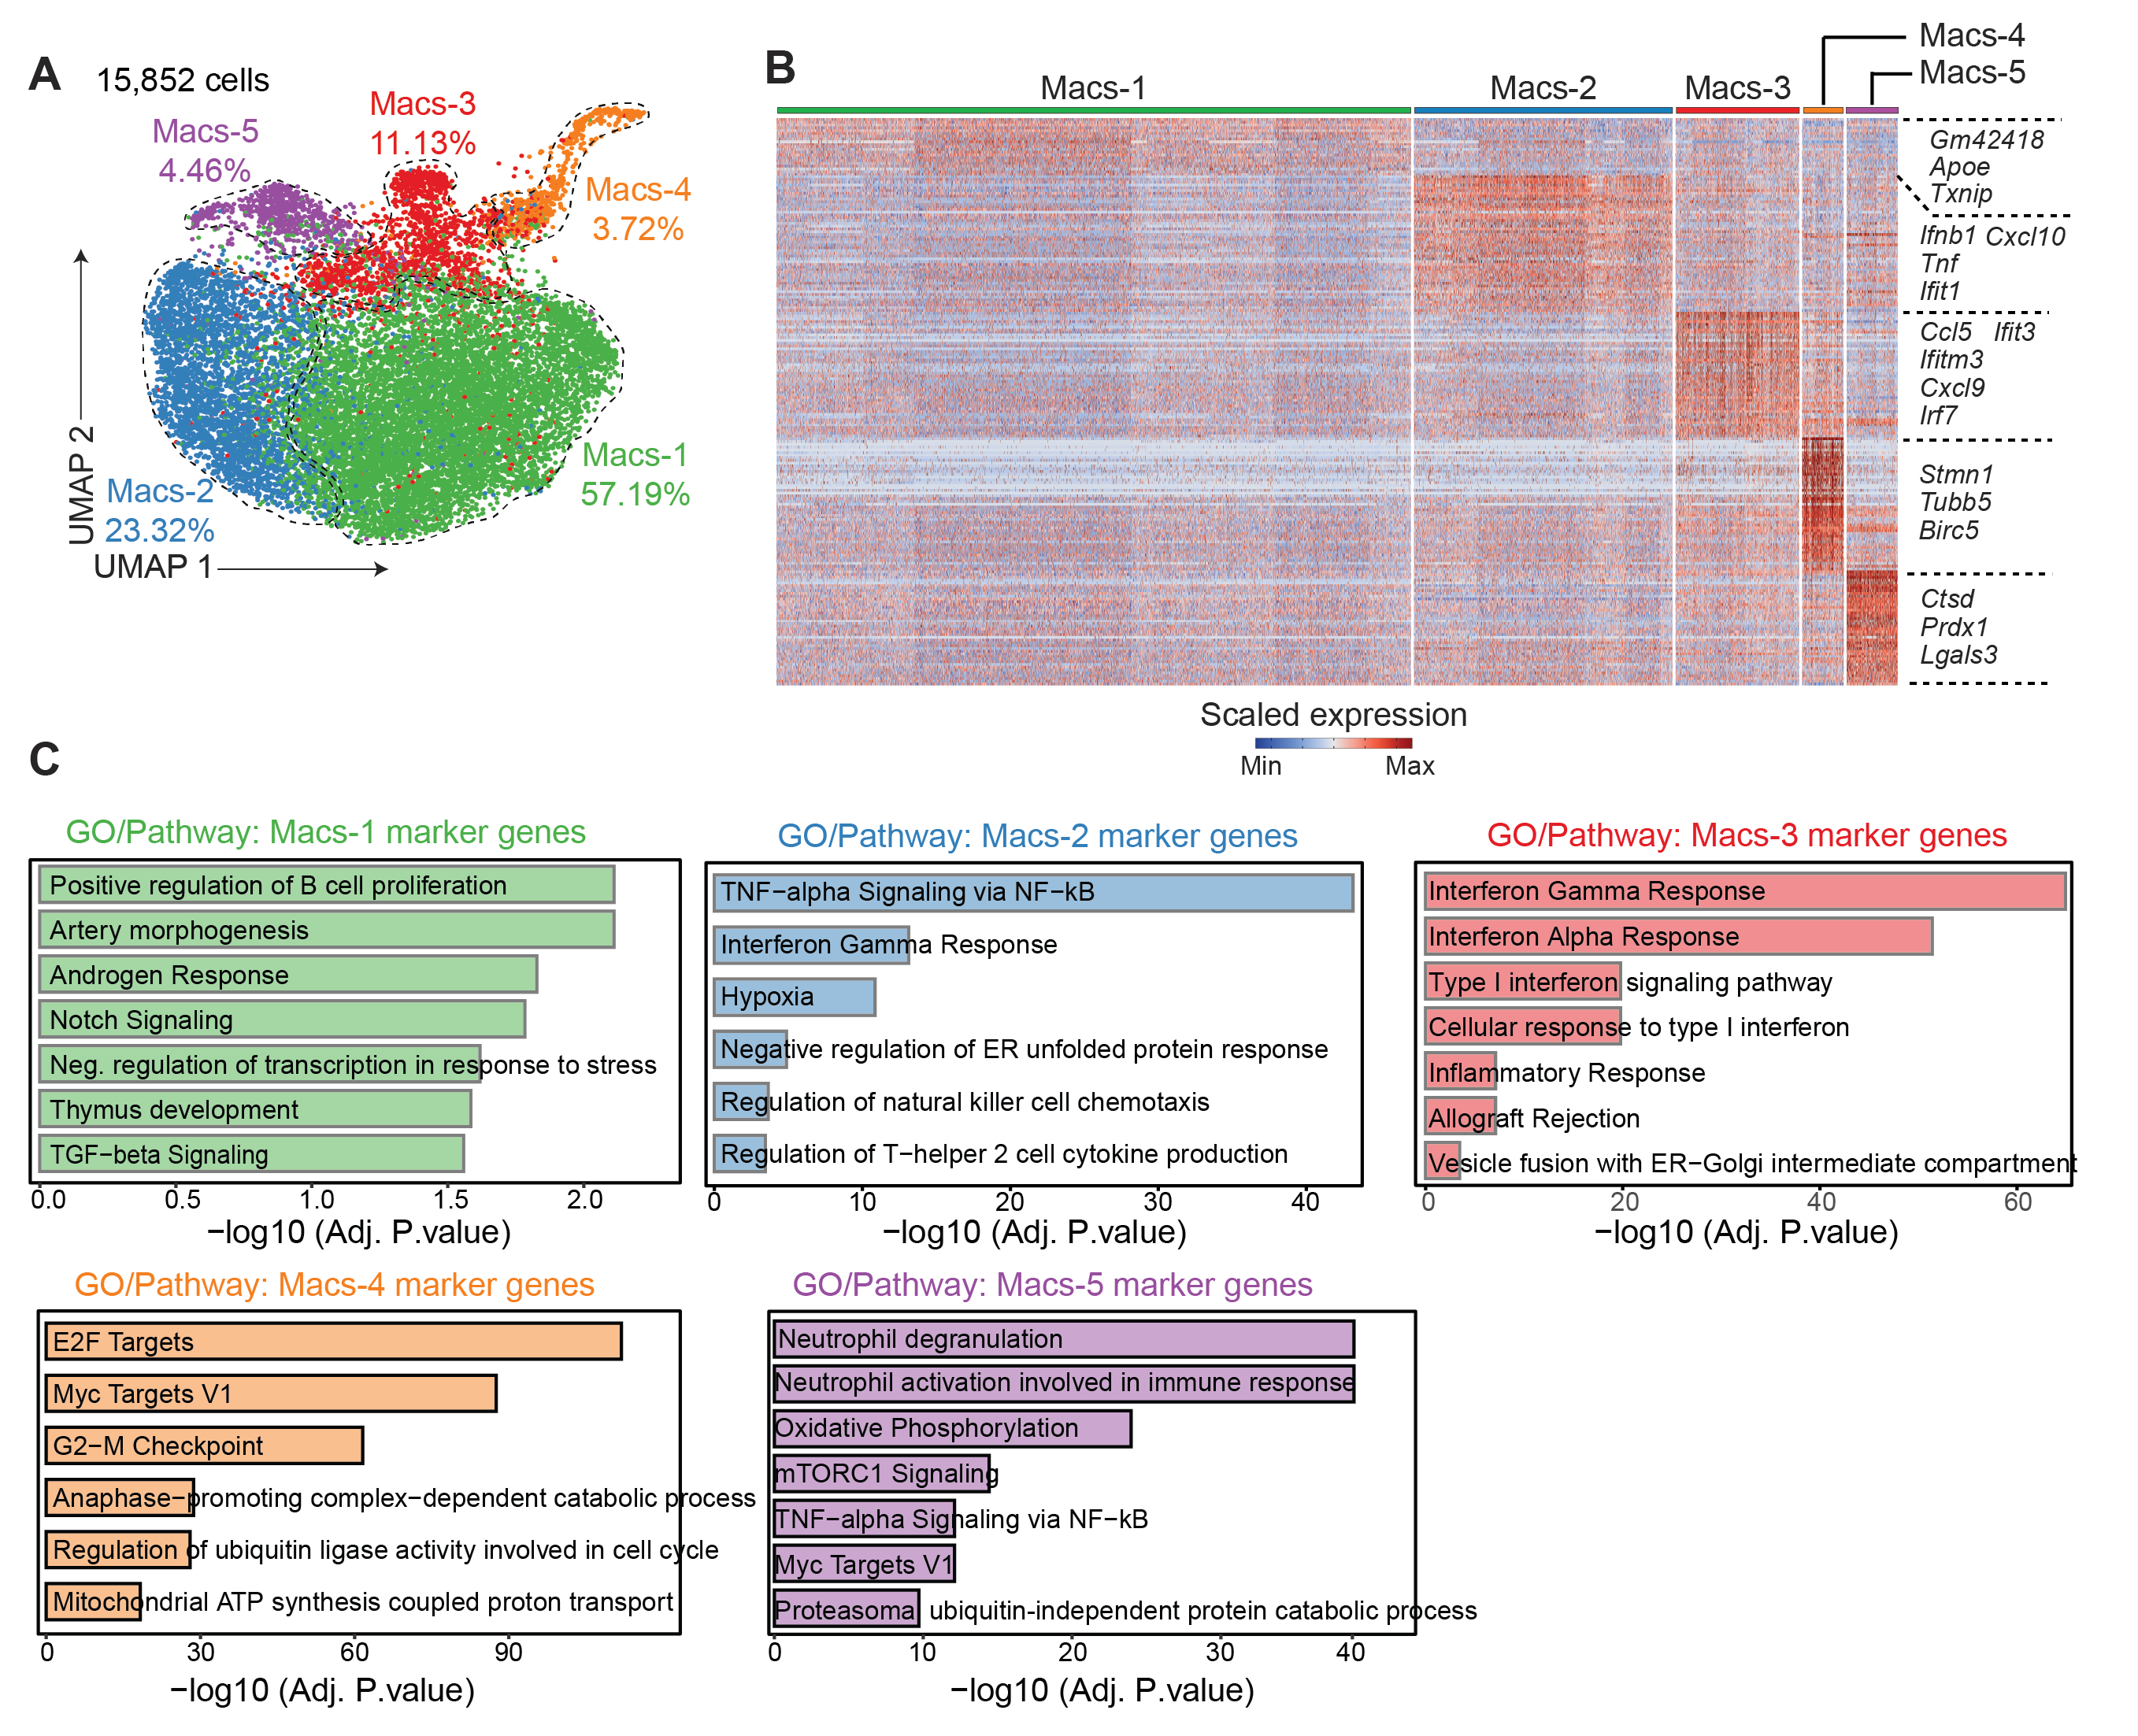 A
15,852 cells
Macs-3
11.13%
Macs-5
4.46%
Macs-4
3.72%
Macs-1
57.19%
Macs-2
23.32%
UMAP 2
UMAP 1
B
Macs-1
Macs-2
Macs-3
Macs-4
Macs-5
Gm42418
Apoe
Txnip
Ifnb1 Cxcl10
Tnf
Ifit1
Ccl5 Ifit3
Ifitm3
Cxcl9
Irf7
Stmn1
Tubb5
Birc5
Ctsd
Prdx1
Lgals3
Scaled expression
Min Max
C
GO/Pathway: Macs-1 marker genes
Positive regulation of B cell proliferation
Artery morphogenesis
Androgen Response
Notch Signaling
Neg. regulation of transcription in response to stress
Thymus development
TGF−beta Signaling
0.0 0.5 1.0 1.5 2.0
−log10 (Adj. P.value)
GO/Pathway: Macs-2 marker genes
TNF−alpha Signaling via NF−kB
Interferon Gamma Response
Hypoxia
Negative regulation of ER unfolded protein response
Regulation of natural killer cell chemotaxis
Regulation of T−helper 2 cell cytokine production
0 10 20 30 40
−log10 (Adj. P.value)
GO/Pathway: Macs-3 marker genes
Interferon Gamma Response
Interferon Alpha Response
Type I interferon signaling pathway
Cellular response to type I interferon
Inflammatory Response
Allograft Rejection
Vesicle fusion with ER−Golgi intermediate compartment
0 20 40 60
−log10 (Adj. P.value)
GO/Pathway: Macs-4 marker genes
E2F Targets
Myc Targets V1
G2−M Checkpoint
Anaphase−promoting complex−dependent catabolic process
Regulation of ubiquitin ligase activity involved in cell cycle
Mitochondrial ATP synthesis coupled proton transport
0 30 60 90
−log10 (Adj. P.value)
GO/Pathway: Macs-5 marker genes
Neutrophil degranulation
Neutrophil activation involved in immune response
Oxidative Phosphorylation
mTORC1 Signaling
TNF−alpha Signaling via NF−kB
Myc Targets V1
Proteasomal ubiquitin-independent protein catabolic process
0 10 20 30 40
−log10 (Adj. P.value)